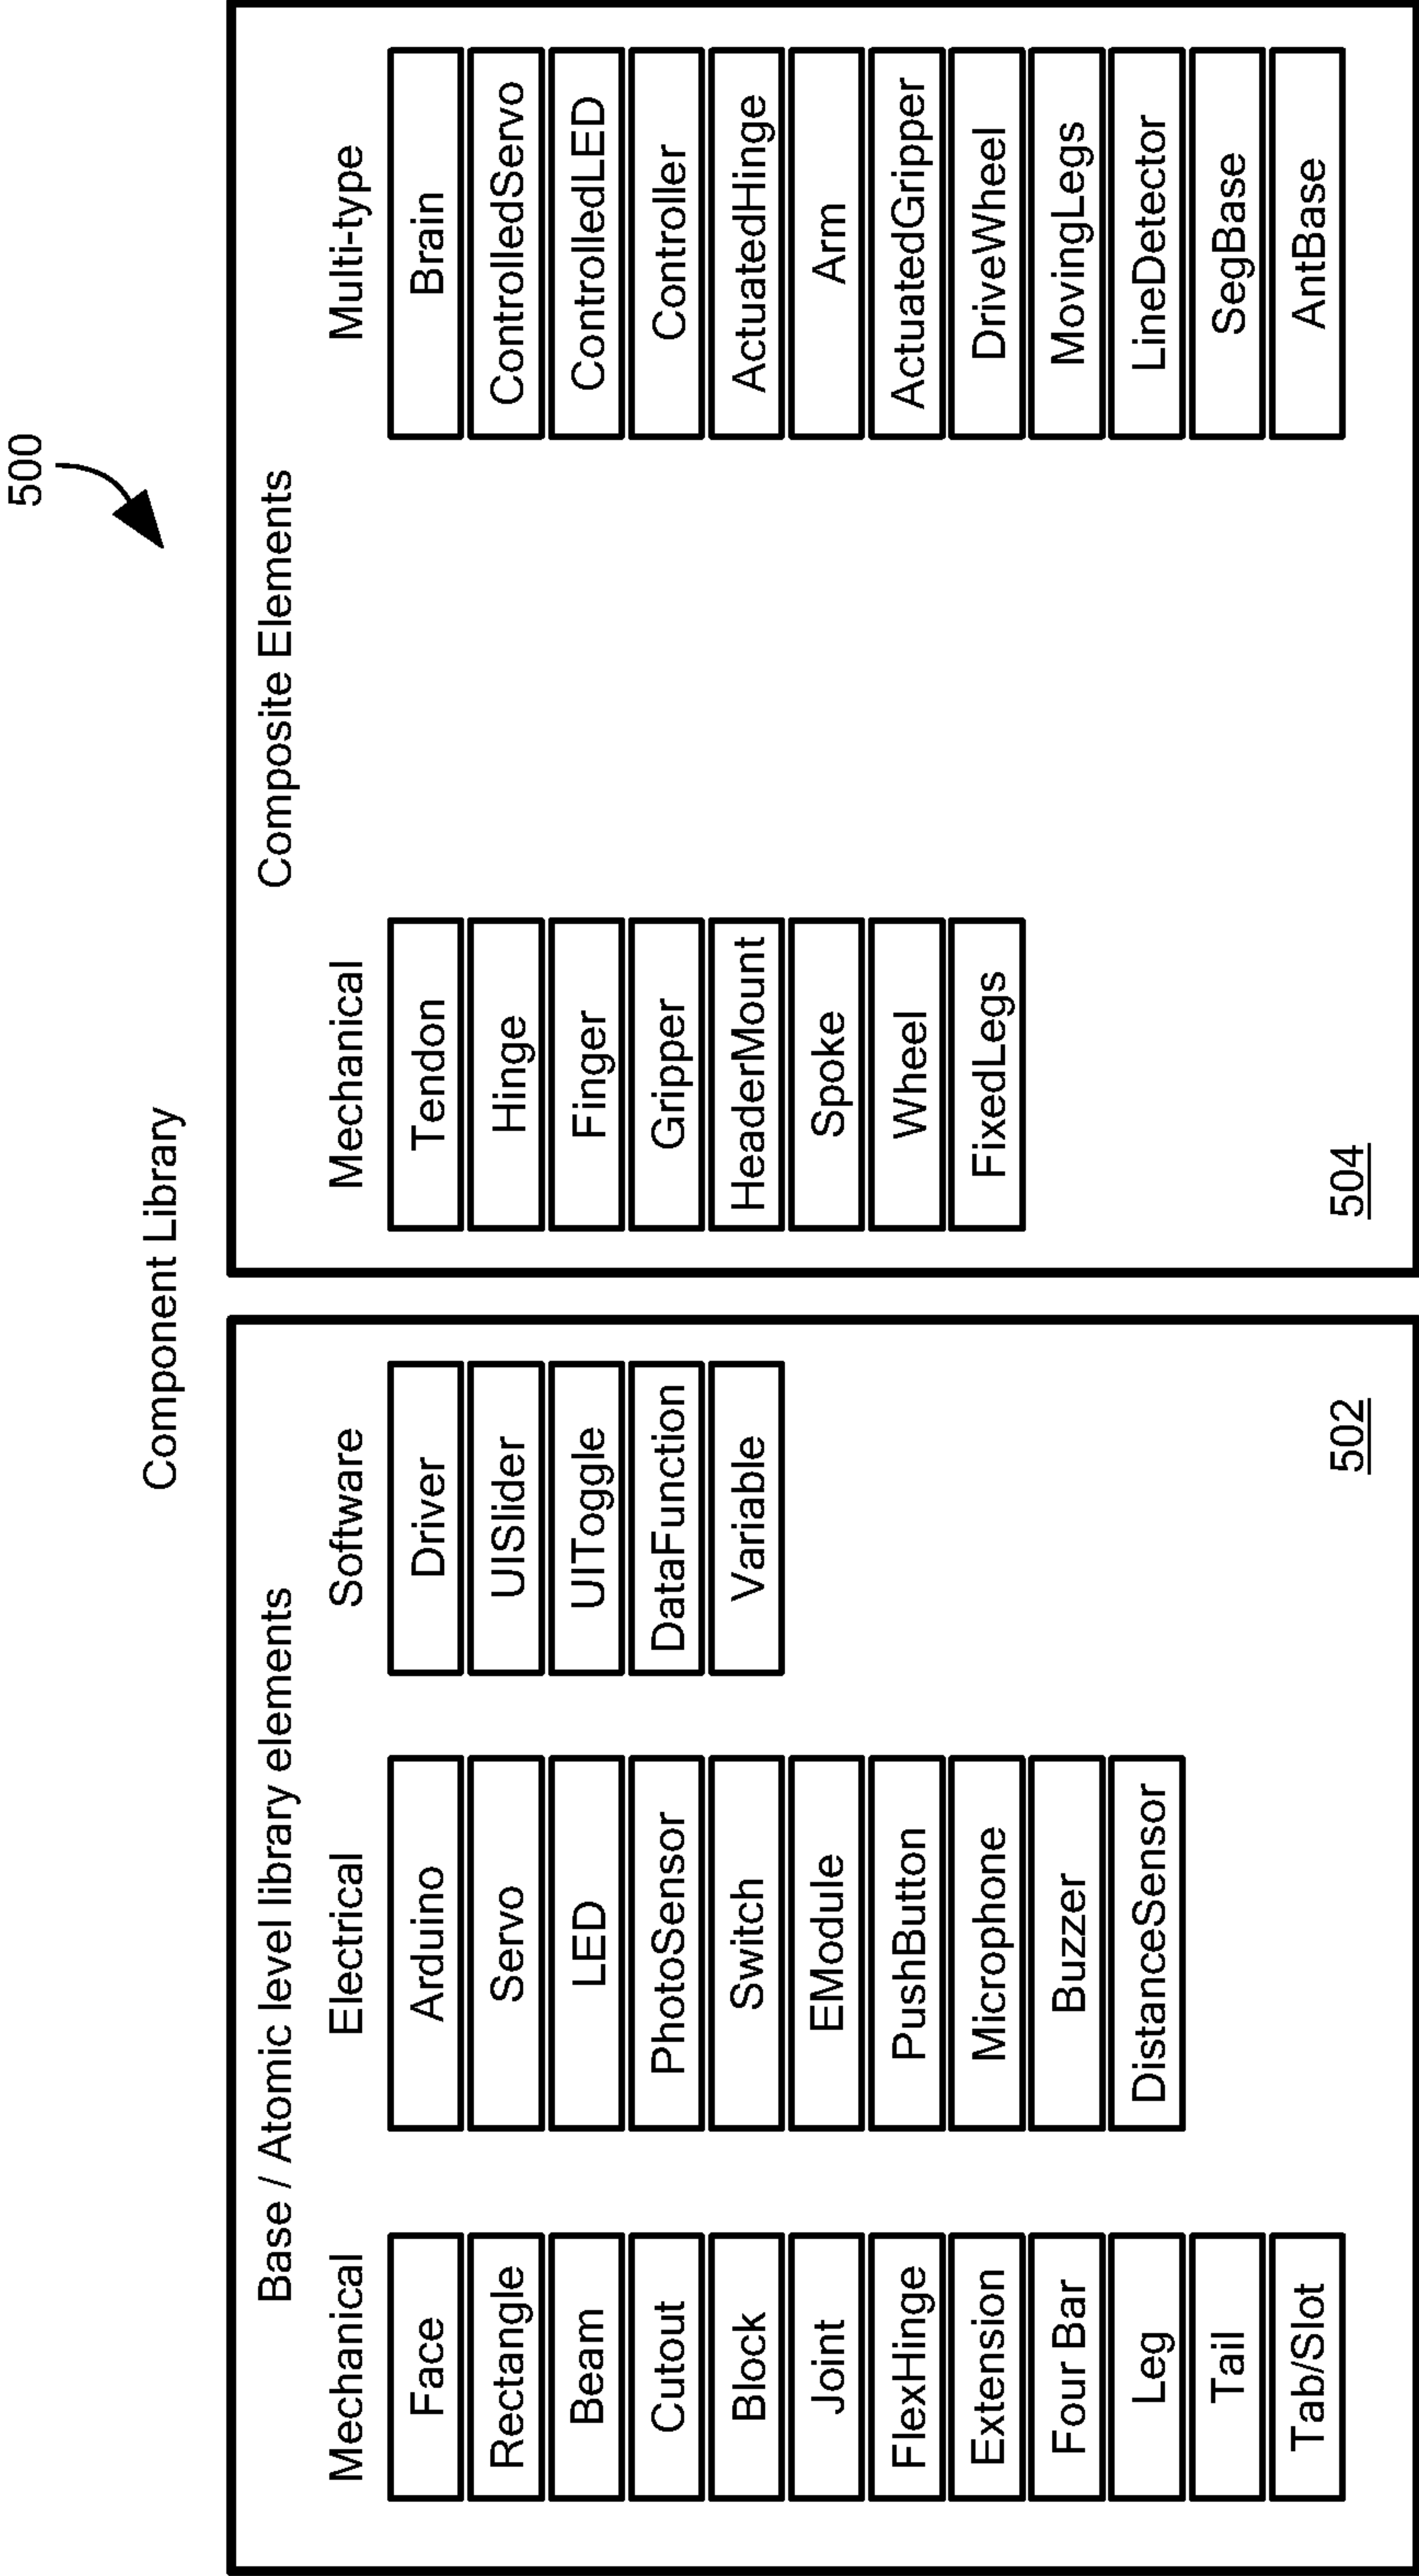 500
Component Library
Base / Atomic level library elements
Mechanical
Face
Rectangle
Beam
Cutout
Block
Joint
FlexHinge
Extension
Four Bar
Leg
Tail
Tab/Slot
Electrical
Arduino
Servo
LED
PhotoSensor
Switch
EModule
PushButton
Microphone
Buzzer
DistanceSensor
Software
Driver
UISlider
UIToggle
DataFunction
Variable
502
Composite Elements
Mechanical
Tendon
Hinge
Finger
Gripper
HeaderMount
Spoke
Wheel
FixedLegs
Multi-type
Brain
ControlledServo
ControlledLED
Controller
ActuatedHinge
Arm
ActuatedGripper
DriveWheel
MovingLegs
LineDetector
SegBase
AntBase
504